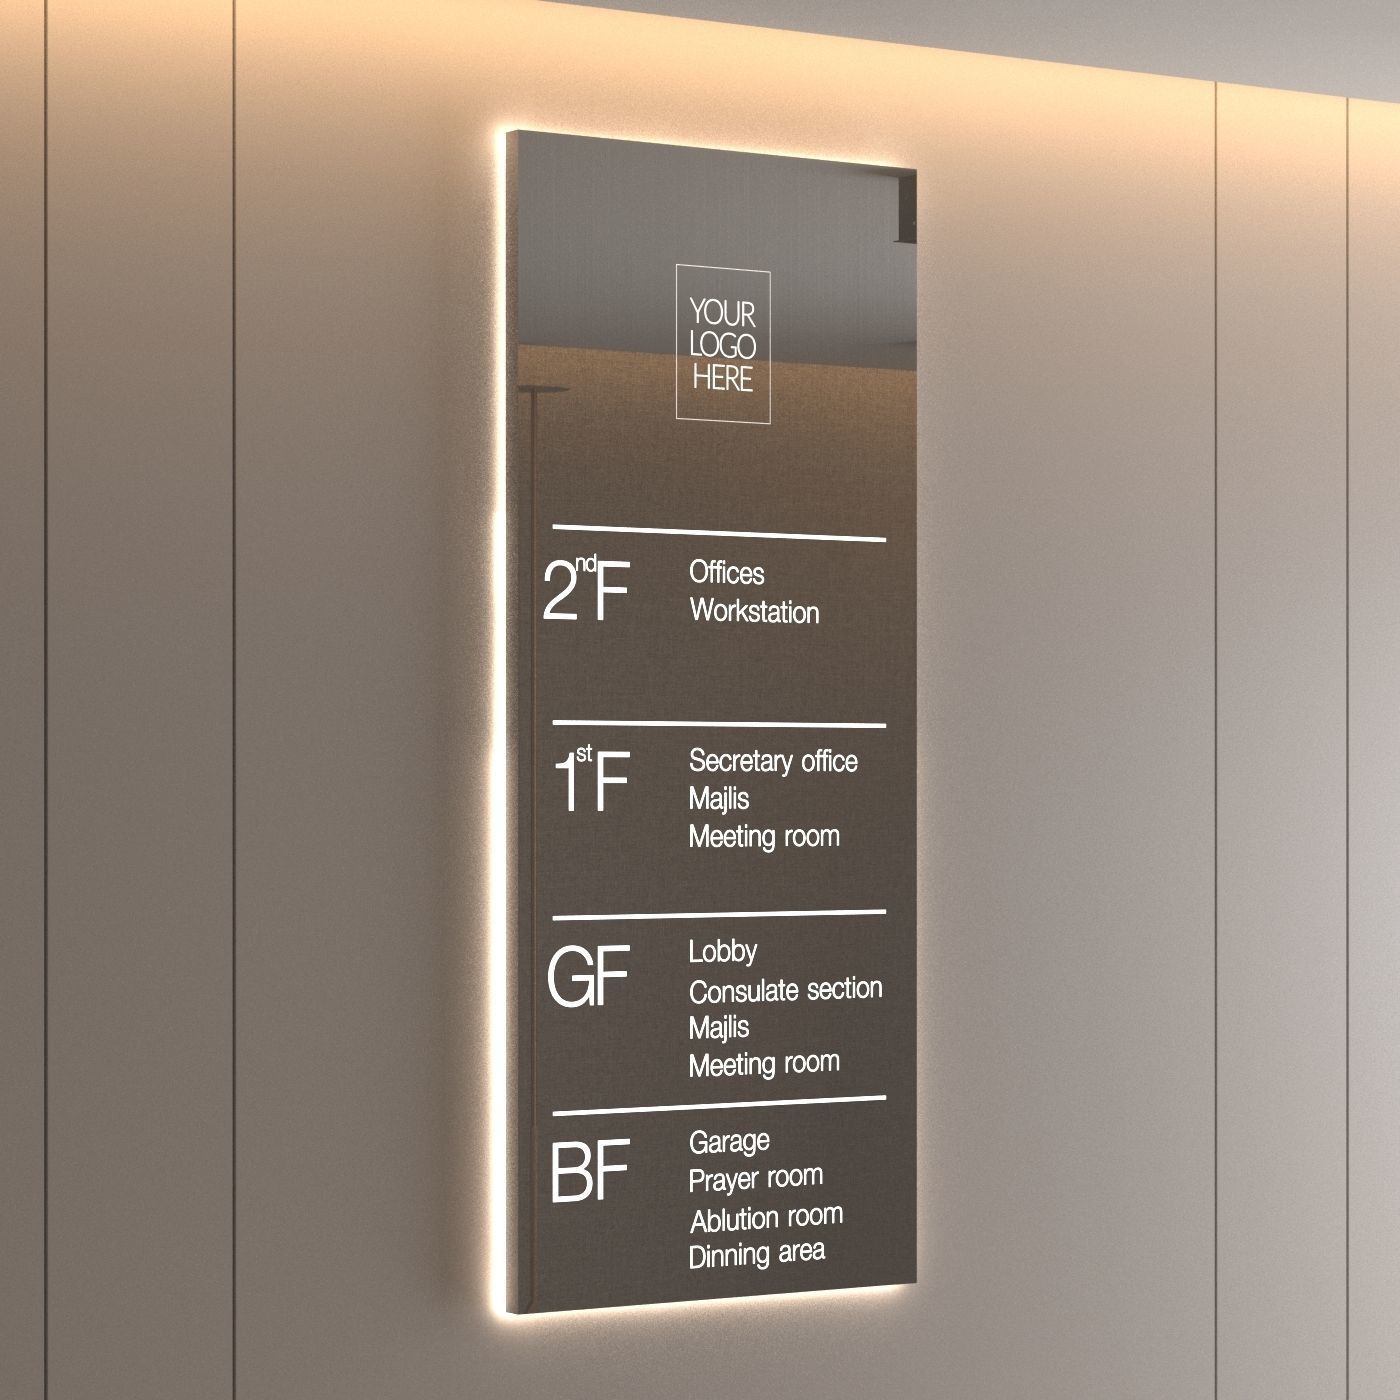 YOUR
LOGO
HERE
2ndF
Offices
Workstation
1stF
Secretary office
Majlis
Meeting room
GF
Lobby
Consulate section
Majlis
Meeting room
BF
Garage
Prayer room
Ablution room
Dinning area